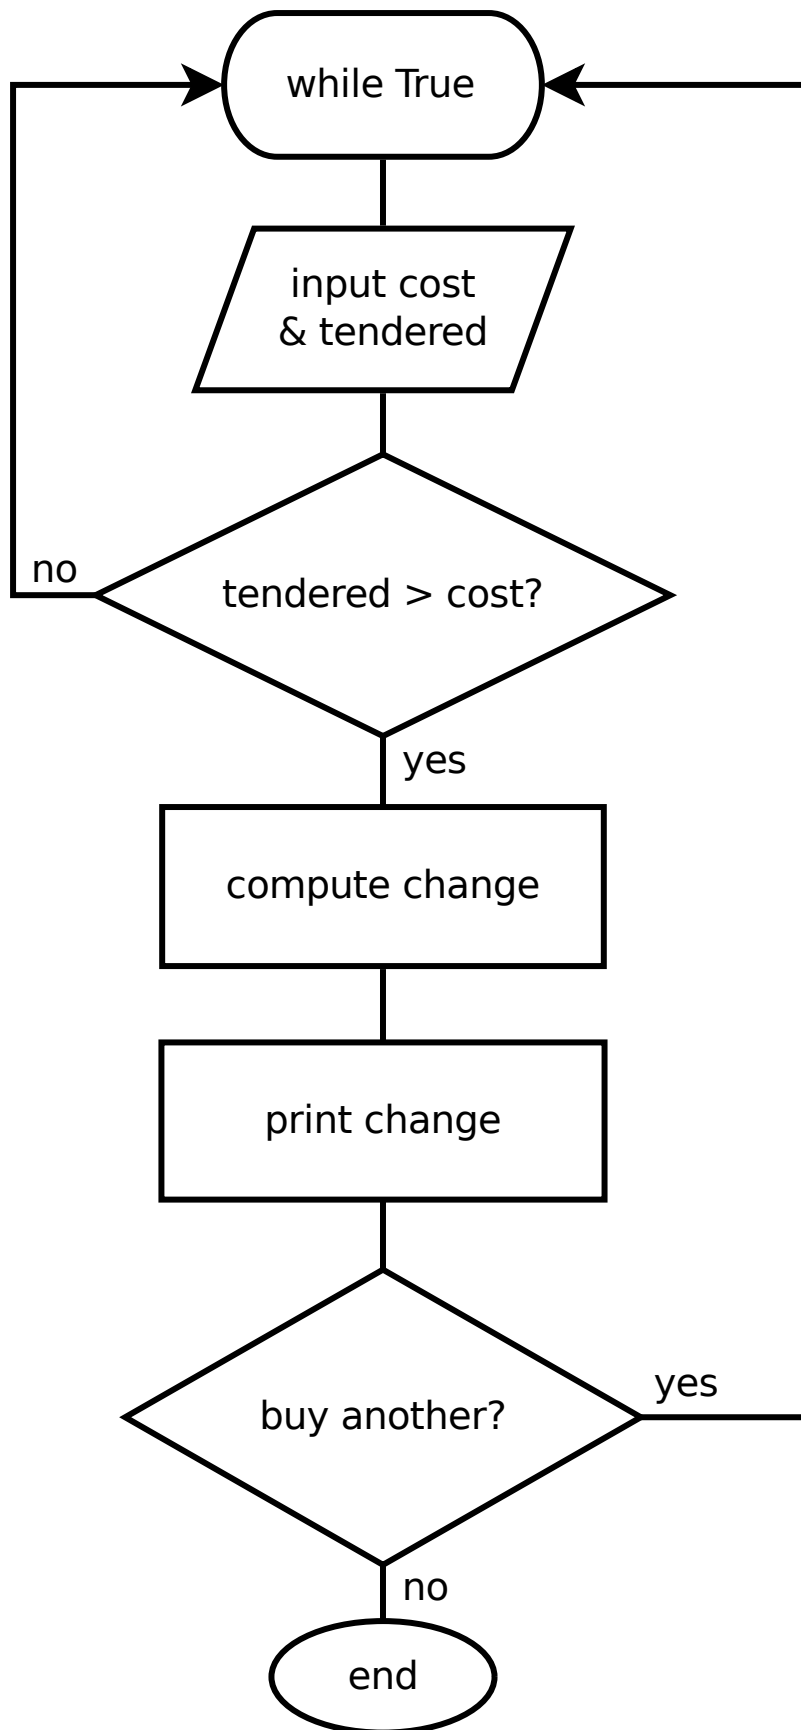 while True
input cost
& tendered
tendered > cost?
no
yes
compute change
print change
buy another?
yes
no
end